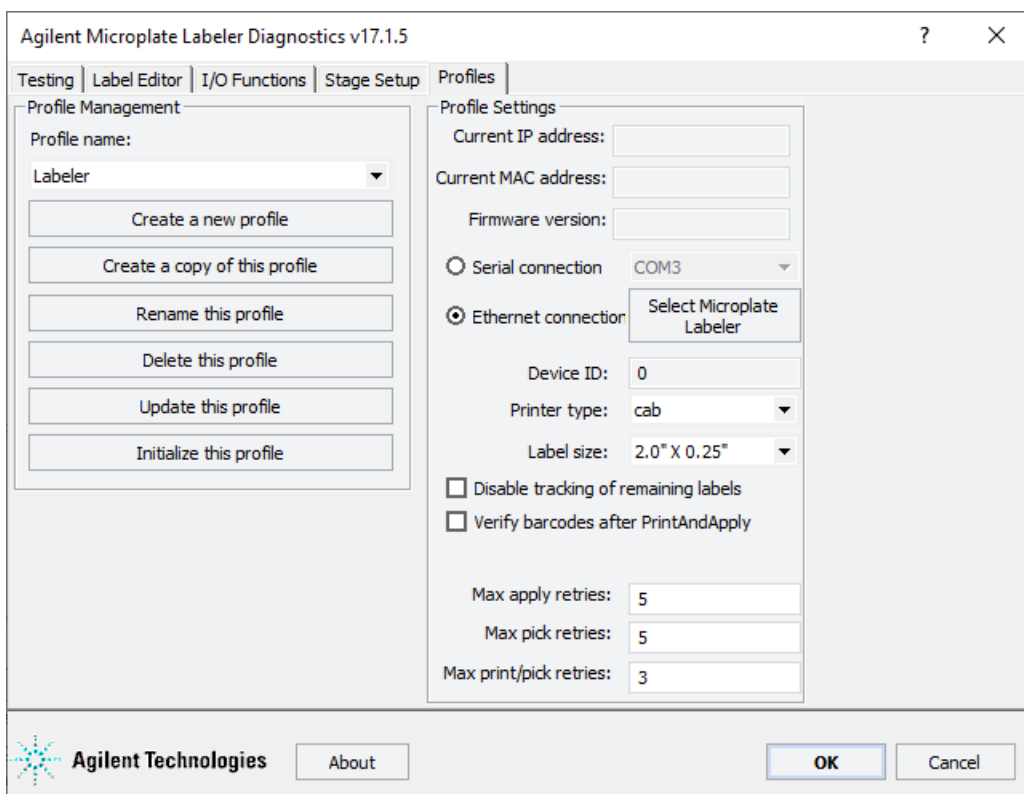 Agilent Microplate Labeler Diagnostics v17.1.5
?
Testing
Label Editor
I/O Functions
Stage Setup
Profiles
Profile Management
Profile name:
Labeler
Create a new profile
Create a copy of this profile
Rename this profile
Delete this profile
Update this profile
Initialize this profile
Profile Settings
Current IP address:
Current MAC address:
Firmware version:
Serial connection
COM3
Ethernet connection
Select Microplate
Labeler
Device ID:
0
Printer type:
cab
Label size:
2.0" X 0.25"
Disable tracking of remaining labels
Verify barcodes after PrintAndApply
Max apply retries:
5
Max pick retries:
5
Max print/pick retries:
3
Agilent Technologies
About
OK
Cancel